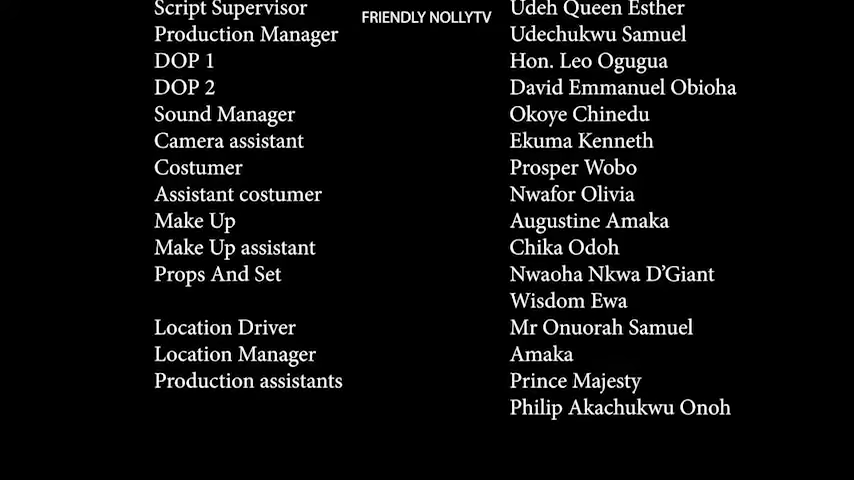 FRIENDLY NOLLYTV
Script Supervisor Udeh Queen Esther
Production Manager Udechukwu Samuel
DOP 1 Hon. Leo Ogugua
DOP 2 David Emmanuel Obioha
Sound Manager Okoye Chinedu
Camera assistant Ekuma Kenneth
Costumer Prosper Wobo
Assistant costumer Nwafor Olivia
Make Up Augustine Amaka
Make Up assistant Chika Odoh
Props And Set Nwaoha Nkwa D’Giant
Wisdom Ewa
Location Driver Mr Onuorah Samuel
Location Manager Amaka
Production assistants Prince Majesty
Philip Akachukwu Onoh